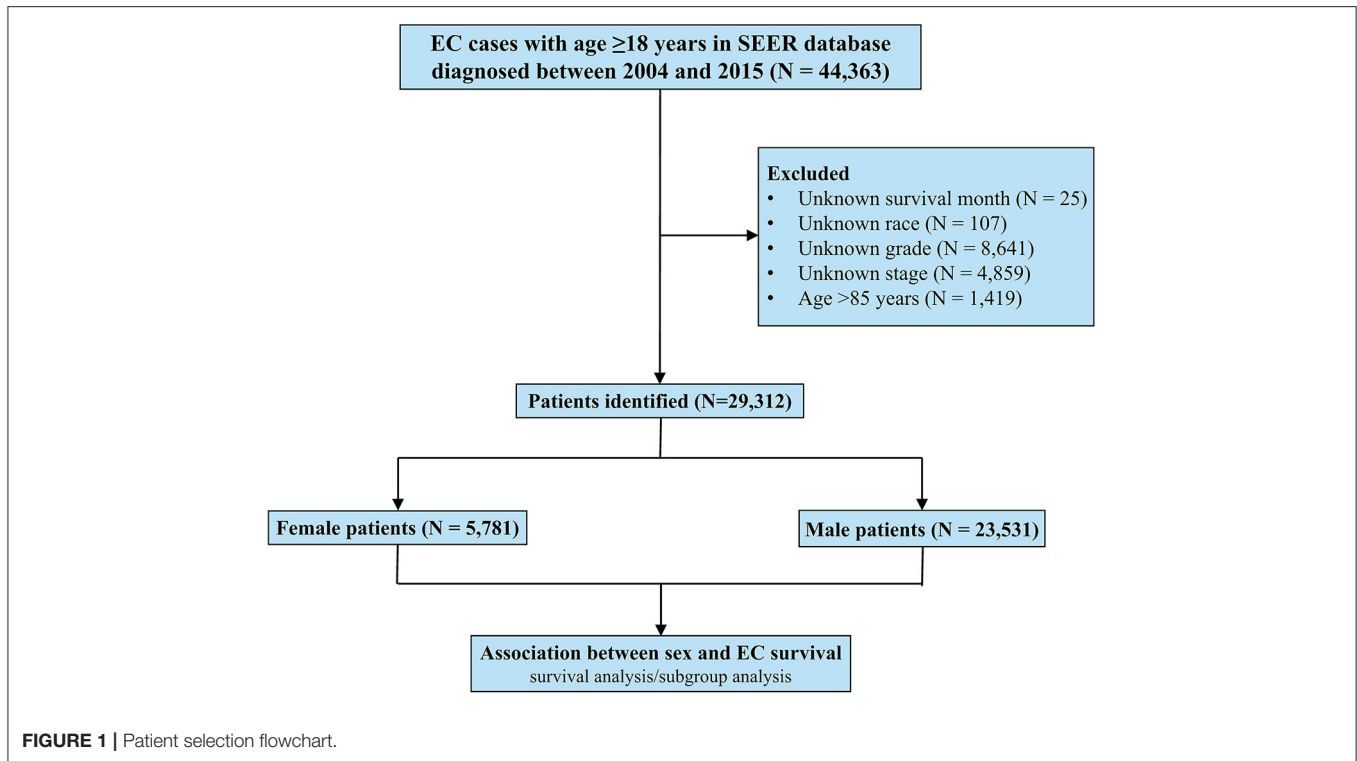 EC cases with age ≥18 years in SEER database
diagnosed between 2004 and 2015 (N = 44,363)
Excluded
• Unknown survival month (N = 25)
• Unknown race (N = 107)
• Unknown grade (N = 8,641)
• Unknown stage (N = 4,859)
• Age >85 years (N = 1,419)
Patients identified (N=29,312)
Female patients (N = 5,781)
Male patients (N = 23,531)
Association between sex and EC survival
survival analysis/subgroup analysis
FIGURE 1 | Patient selection flowchart.